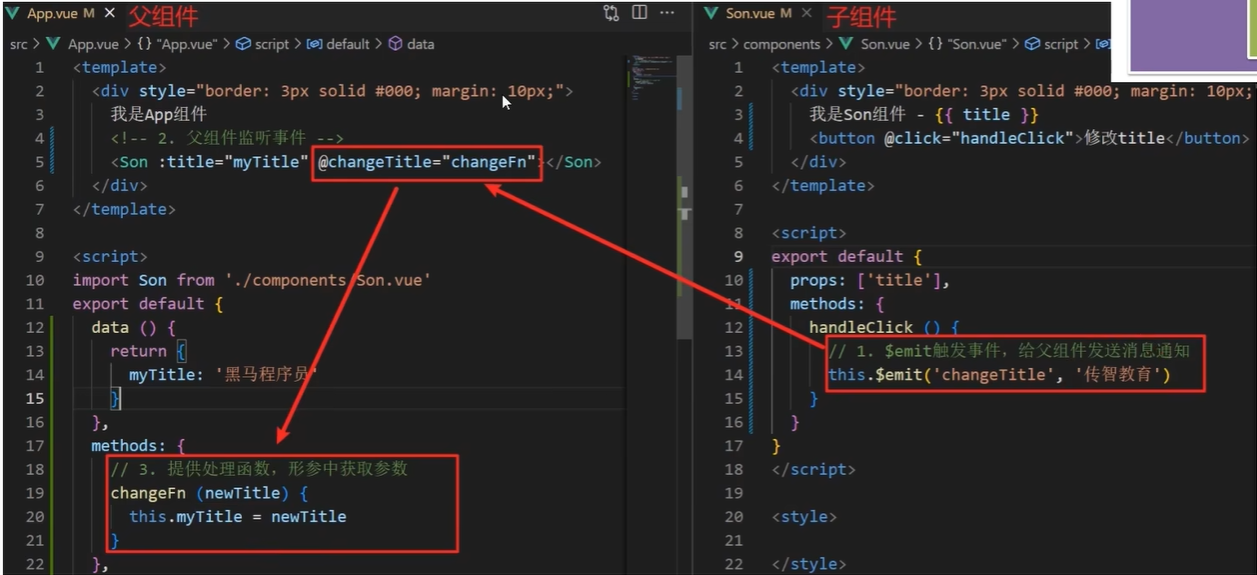 App.vue M 父组件
src > App.vue > {} "App.vue" > script > default > data
1 <template>
2 <div style="border: 3px solid #000; margin: 10px;">
3 我是App组件
4 <!-- 2. 父组件监听事件 -->
5 <Son :title="myTitle" @changeTitle="changeFn"></Son>
6 </div>
7 </template>
8
9 <script>
10 import Son from './components/Son.vue'
11 export default {
12 data () {
13 return {
14 myTitle: '黑马程序员'
15 }
16 },
17 methods: {
18 // 3. 提供处理函数，形参中获取参数
19 changeFn (newTitle) {
20 this.myTitle = newTitle
21 }
22 },
Son.vue M 子组件
src > components > Son.vue > {} "Son.vue" > script >
1 <template>
2 <div style="border: 3px solid #000; margin: 10px;"
3 我是Son组件 - {{ title }}
4 <button @click="handleClick">修改title</button>
5 </div>
6 </template>
7
8 <script>
9 export default {
10 props: ['title'],
11 methods: {
12 handleClick () {
13 // 1. $emit触发事件，给父组件发送消息通知
14 this.$emit('changeTitle', '传智教育')
15 }
16 }
17 }
18 </script>
19
20 <style>
21
22 </style>